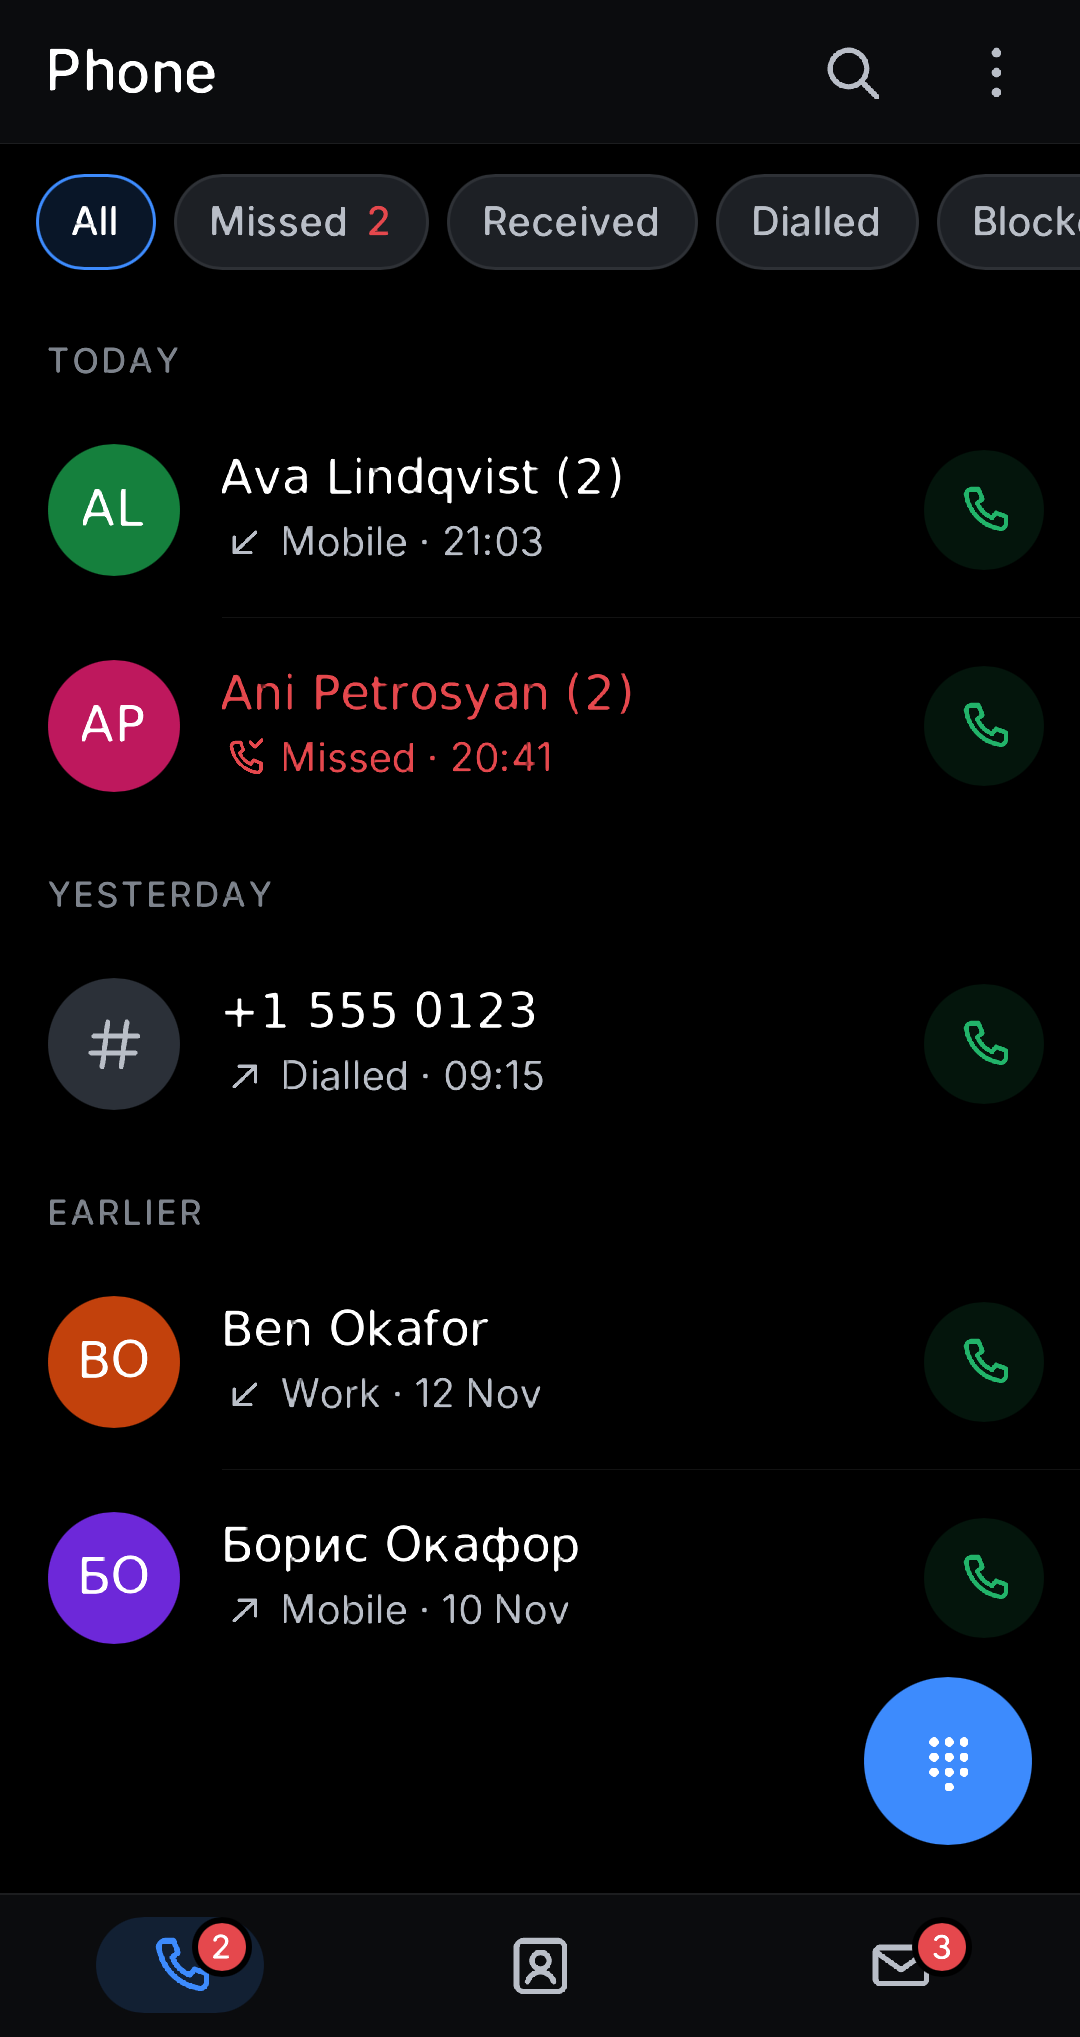 Phone
All
Missed 2
Received
Dialled
Block
TODAY
AL
Ava Lindqvist (2)
Mobile · 21:03
AP
Ani Petrosyan (2)
Missed · 20:41
YESTERDAY
#
+1 555 0123
Dialled · 09:15
EARLIER
BO
Ben Okafor
Work · 12 Nov
БО
Борис Окафор
Mobile · 10 Nov
2
3